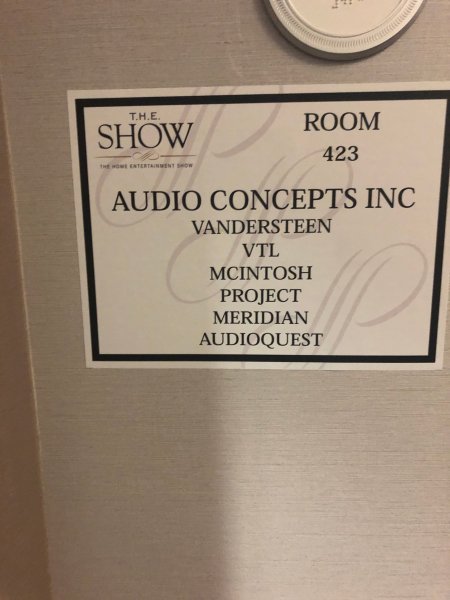 T.H.E.
SHOW
THE HOME ENTERTAINMENT SHOW
ROOM
423
AUDIO CONCEPTS INC
VANDERSTEEN
VTL
MCINTOSH
PROJECT
MERIDIAN
AUDIOQUEST